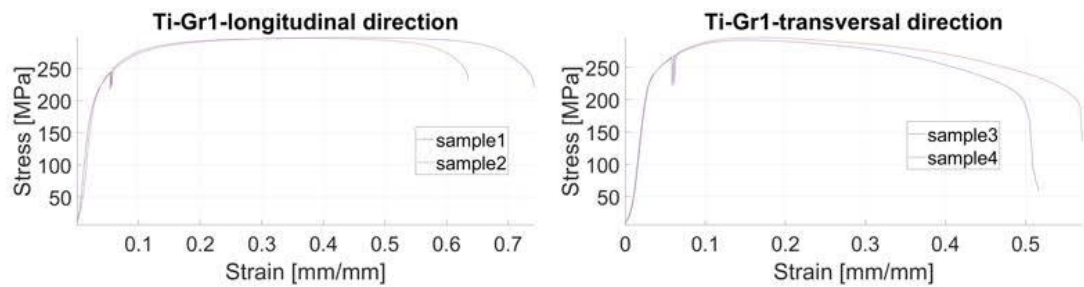 Ti-Gr1-longitudinal direction
Stress [MPa]
250
200
150
100
50
sample1
sample2
0.1 0.2 0.3 0.4 0.5 0.6 0.7
Strain [mm/mm]
Ti-Gr1-transversal direction
Stress [MPa]
250
200
150
100
50
sample3
sample4
0 0.1 0.2 0.3 0.4 0.5
Strain [mm/mm]